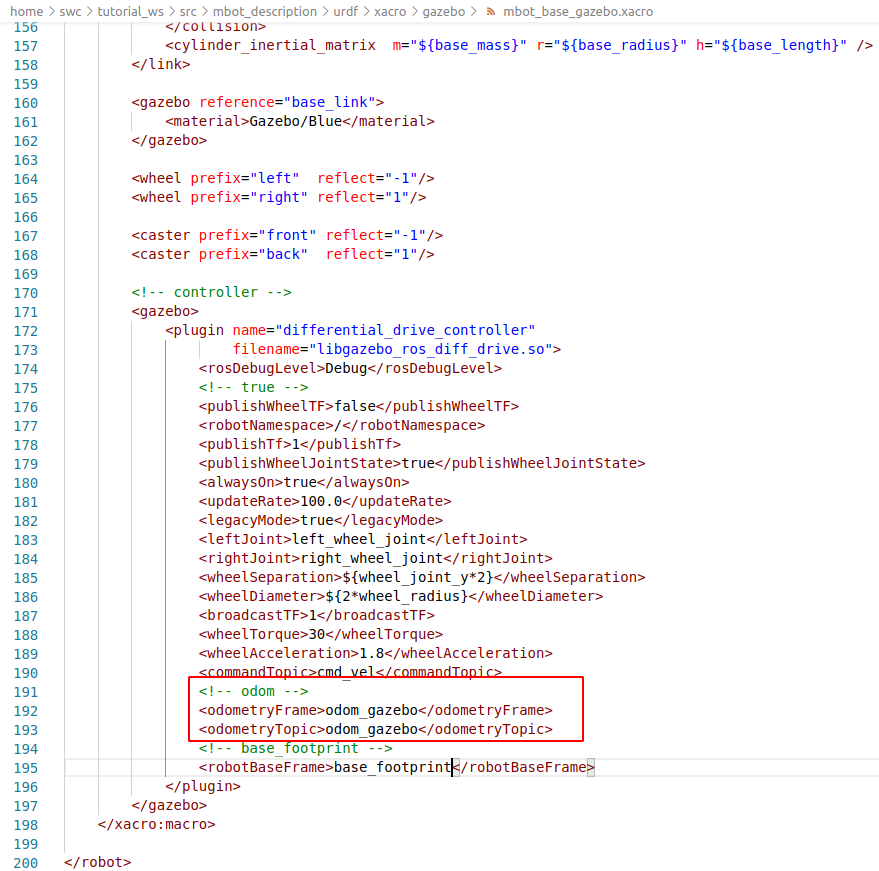 home > swc > tutorial_ws > src > mbot_description > urdf > xacro > gazebo > mbot_base_gazebo.xacro
156 </collision>
157 <cylinder_inertial_matrix  m="${base_mass}" r="${base_radius}" h="${base_length}" />
158 </link>
159
160 <gazebo reference="base_link">
161 <material>Gazebo/Blue</material>
162 </gazebo>
163
164 <wheel prefix="left"  reflect="-1"/>
165 <wheel prefix="right" reflect="1"/>
166
167 <caster prefix="front" reflect="-1"/>
168 <caster prefix="back"  reflect="1"/>
169
170 <!-- controller -->
171 <gazebo>
172 <plugin name="differential_drive_controller"
173 filename="libgazebo_ros_diff_drive.so">
174 <rosDebugLevel>Debug</rosDebugLevel>
175 <!-- true -->
176 <publishWheelTF>false</publishWheelTF>
177 <robotNamespace>/</robotNamespace>
178 <publishTf>1</publishTf>
179 <publishWheelJointState>true</publishWheelJointState>
180 <alwaysOn>true</alwaysOn>
181 <updateRate>100.0</updateRate>
182 <legacyMode>true</legacyMode>
183 <leftJoint>left_wheel_joint</leftJoint>
184 <rightJoint>right_wheel_joint</rightJoint>
185 <wheelSeparation>${wheel_joint_y*2}</wheelSeparation>
186 <wheelDiameter>${2*wheel_radius}</wheelDiameter>
187 <broadcastTF>1</broadcastTF>
188 <wheelTorque>30</wheelTorque>
189 <wheelAcceleration>1.8</wheelAcceleration>
190 <commandTopic>cmd_vel</commandTopic>
191 <!-- odom -->
192 <odometryFrame>odom_gazebo</odometryFrame>
193 <odometryTopic>odom_gazebo</odometryTopic>
194 <!-- base_footprint -->
195 <robotBaseFrame>base_footprint</robotBaseFrame>
196 </plugin>
197 </gazebo>
198 </xacro:macro>
199
200 </robot>